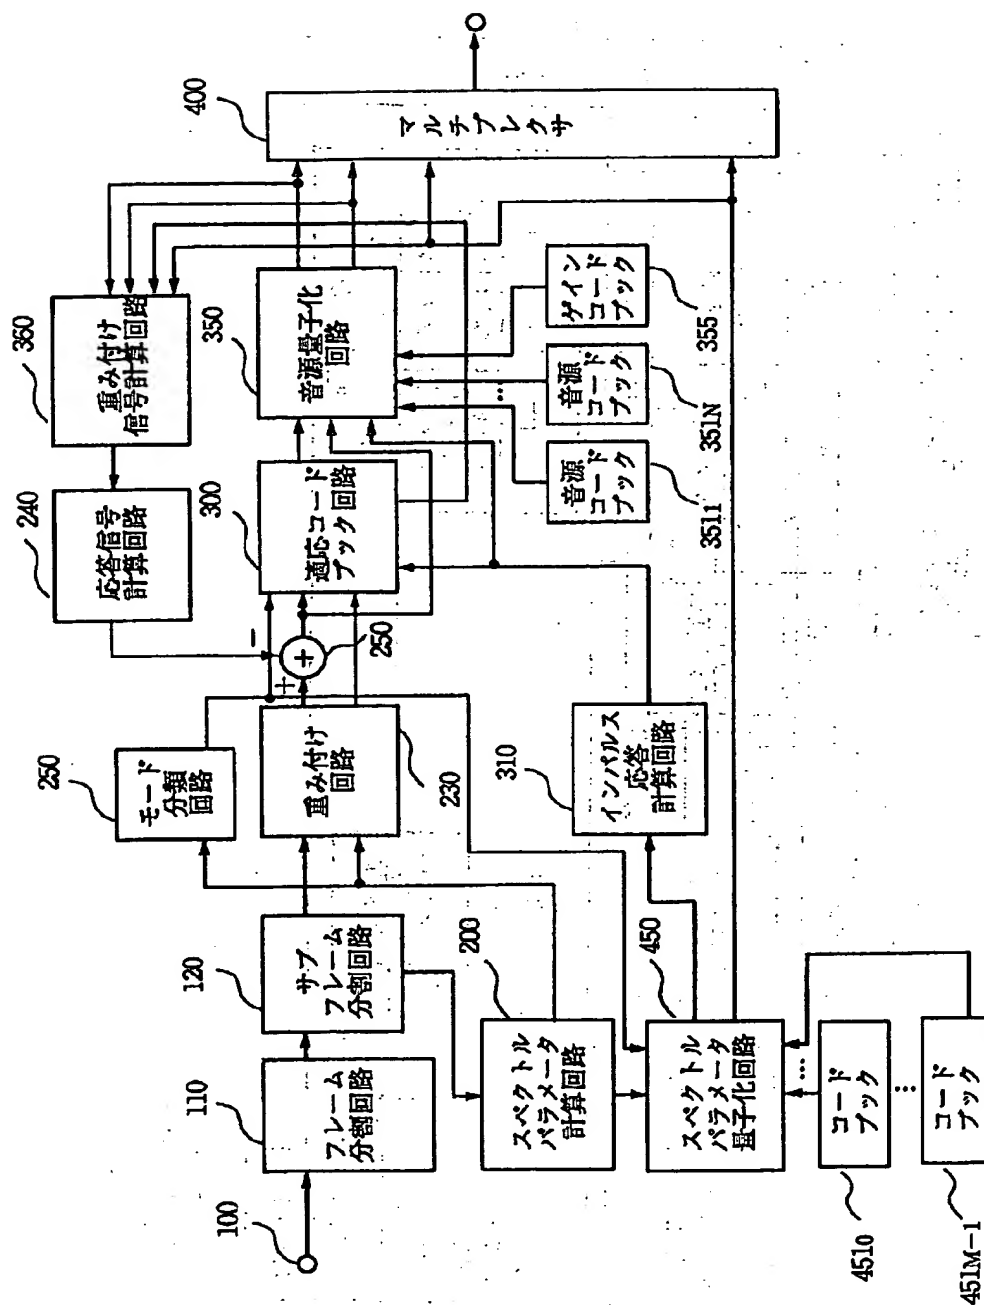 100
110
フレーム
分割回路
120
サブ
フレーム
分割回路
200
スペクトル
パラメータ
計算回路
450
スペクトル
パラメータ
量子化回路
4510
コード
ブック
451M-1
コード
ブック
250
モード
分類
回路
230
重み付け
回路
+
−
+
250
240
応答信号
計算回路
360
重み付け
信号計算回路
300
適応コード
ブック回路
350
音源量子化
回路
310
インパルス
応答
計算回路
3511
音源
コード
ブック
351N
音源
コード
ブック
355
ゲイン
コード
ブック
400
マルチプレクサ